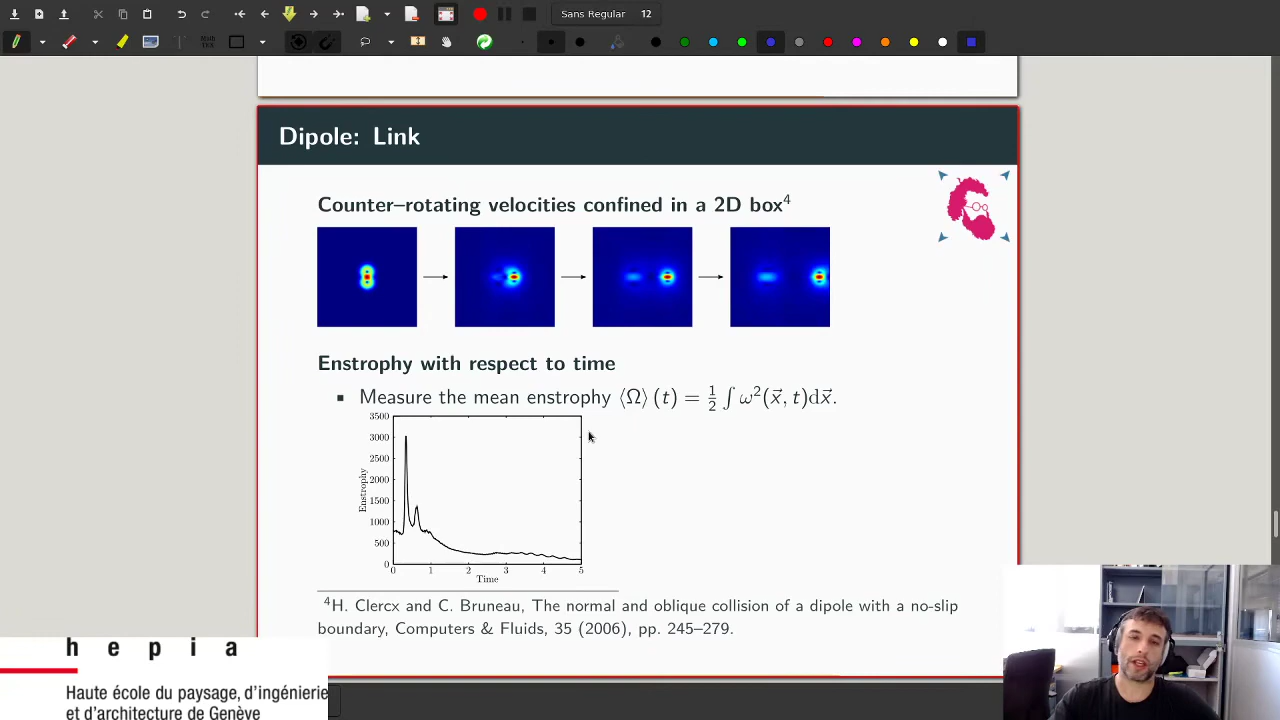 Sans Regular 12
Dipole: Link
Counter–rotating velocities confined in a 2D box⁴
Enstrophy with respect to time
▪ Measure the mean enstrophy ⟨Ω⟩ (t) = ½ ∫ ω²(x⃗, t)dx⃗.
3500
3000
2500
2000
1500
1000
500
0
Enstrophy
0 1 2 3 4 5
Time
⁴H. Clercx and C. Bruneau, The normal and oblique collision of a dipole with a no-slip
boundary, Computers & Fluids, 35 (2006), pp. 245–279.
h e p i a
Haute école du paysage, d'ingénierie
et d'architecture de Genève